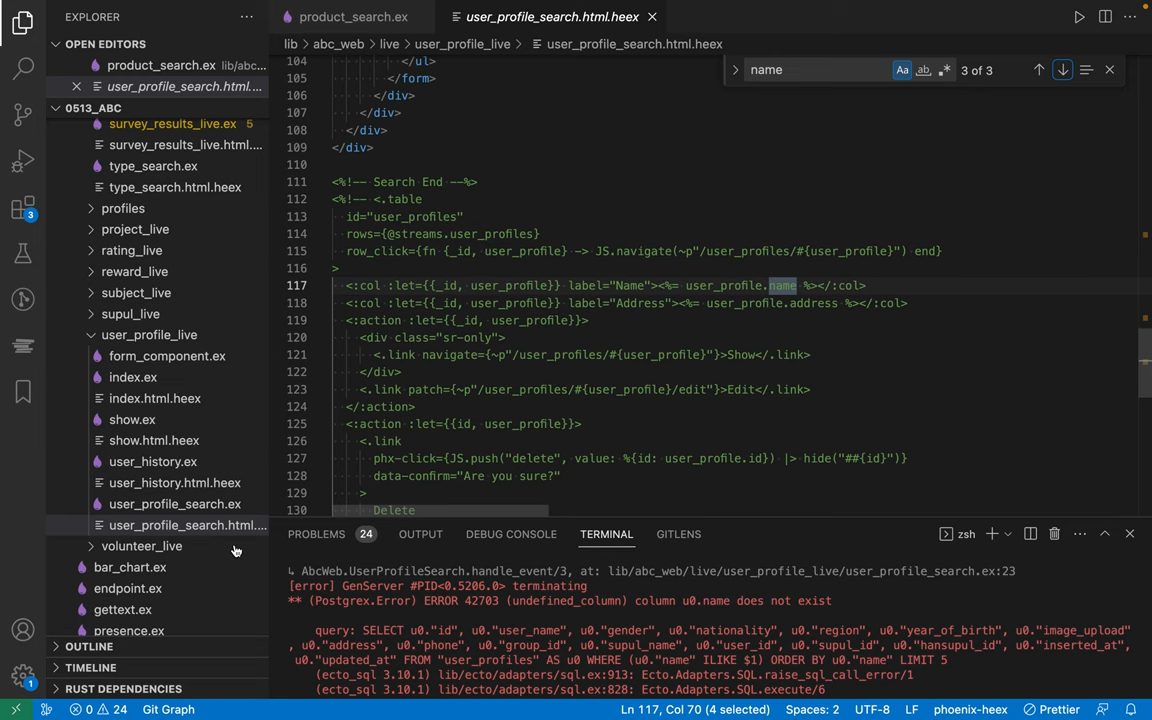 EXPLORER
OPEN EDITORS
product_search.ex lib/abc...
user_profile_search.html....
0513_ABC
survey_results_live.ex 5
survey_results_live.html....
type_search.ex
type_search.html.heex
profiles
project_live
rating_live
reward_live
subject_live
supul_live
user_profile_live
form_component.ex
index.ex
index.html.heex
show.ex
show.html.heex
user_history.ex
user_history.html.heex
user_profile_search.ex
user_profile_search.html....
volunteer_live
bar_chart.ex
endpoint.ex
gettext.ex
presence.ex
OUTLINE
TIMELINE
RUST DEPENDENCIES
3
1
product_search.ex
user_profile_search.html.heex
lib > abc_web > live > user_profile_live > user_profile_search.html.heex
name Aa ab 3 of 3
104 </ul>
105 </form>
106 </div>
107 </div>
108 </div>
109 </div>
110
111 <%!-- Search End --%>
112 <%!-- <.table
113 id="user_profiles"
114 rows={@streams.user_profiles}
115 row_click={fn {_id, user_profile} -> JS.navigate(~p"/user_profiles/#{user_profile}") end}
116 >
117 <:col :let={{_id, user_profile}} label="Name"><%= user_profile.name %></:col>
118 <:col :let={{_id, user_profile}} label="Address"><%= user_profile.address %></:col>
119 <:action :let={{_id, user_profile}}>
120 <div class="sr-only">
121 <.link navigate={~p"/user_profiles/#{user_profile}"}>Show</.link>
122 </div>
123 <.link patch={~p"/user_profiles/#{user_profile}/edit"}>Edit</.link>
124 </:action>
125 <:action :let={{id, user_profile}}>
126 <.link
127 phx-click={JS.push("delete", value: %{id: user_profile.id}) |> hide("##{id}")}
128 data-confirm="Are you sure?"
129 >
130 Delete
PROBLEMS 24 OUTPUT DEBUG CONSOLE TERMINAL GITLENS
zsh
↳ AbcWeb.UserProfileSearch.handle_event/3, at: lib/abc_web/live/user_profile_live/user_profile_search.ex:23
[error] GenServer #PID<0.5206.0> terminating
** (Postgrex.Error) ERROR 42703 (undefined_column) column u0.name does not exist
query: SELECT u0."id", u0."user_name", u0."gender", u0."nationality", u0."region", u0."year_of_birth", u0."image_upload"
, u0."address", u0."phone", u0."group_id", u0."supul_name", u0."user_id", u0."supul_id", u0."hansupul_id", u0."inserted_at",
u0."updated_at" FROM "user_profiles" AS u0 WHERE (u0."name" ILIKE $1) ORDER BY u0."name" LIMIT 5
(ecto_sql 3.10.1) lib/ecto/adapters/sql.ex:913: Ecto.Adapters.SQL.raise_sql_call_error/1
(ecto_sql 3.10.1) lib/ecto/adapters/sql.ex:828: Ecto.Adapters.SQL.execute/6
0 24 Git Graph Ln 117, Col 70 (4 selected) Spaces: 2 UTF-8 LF phoenix-heex Prettier